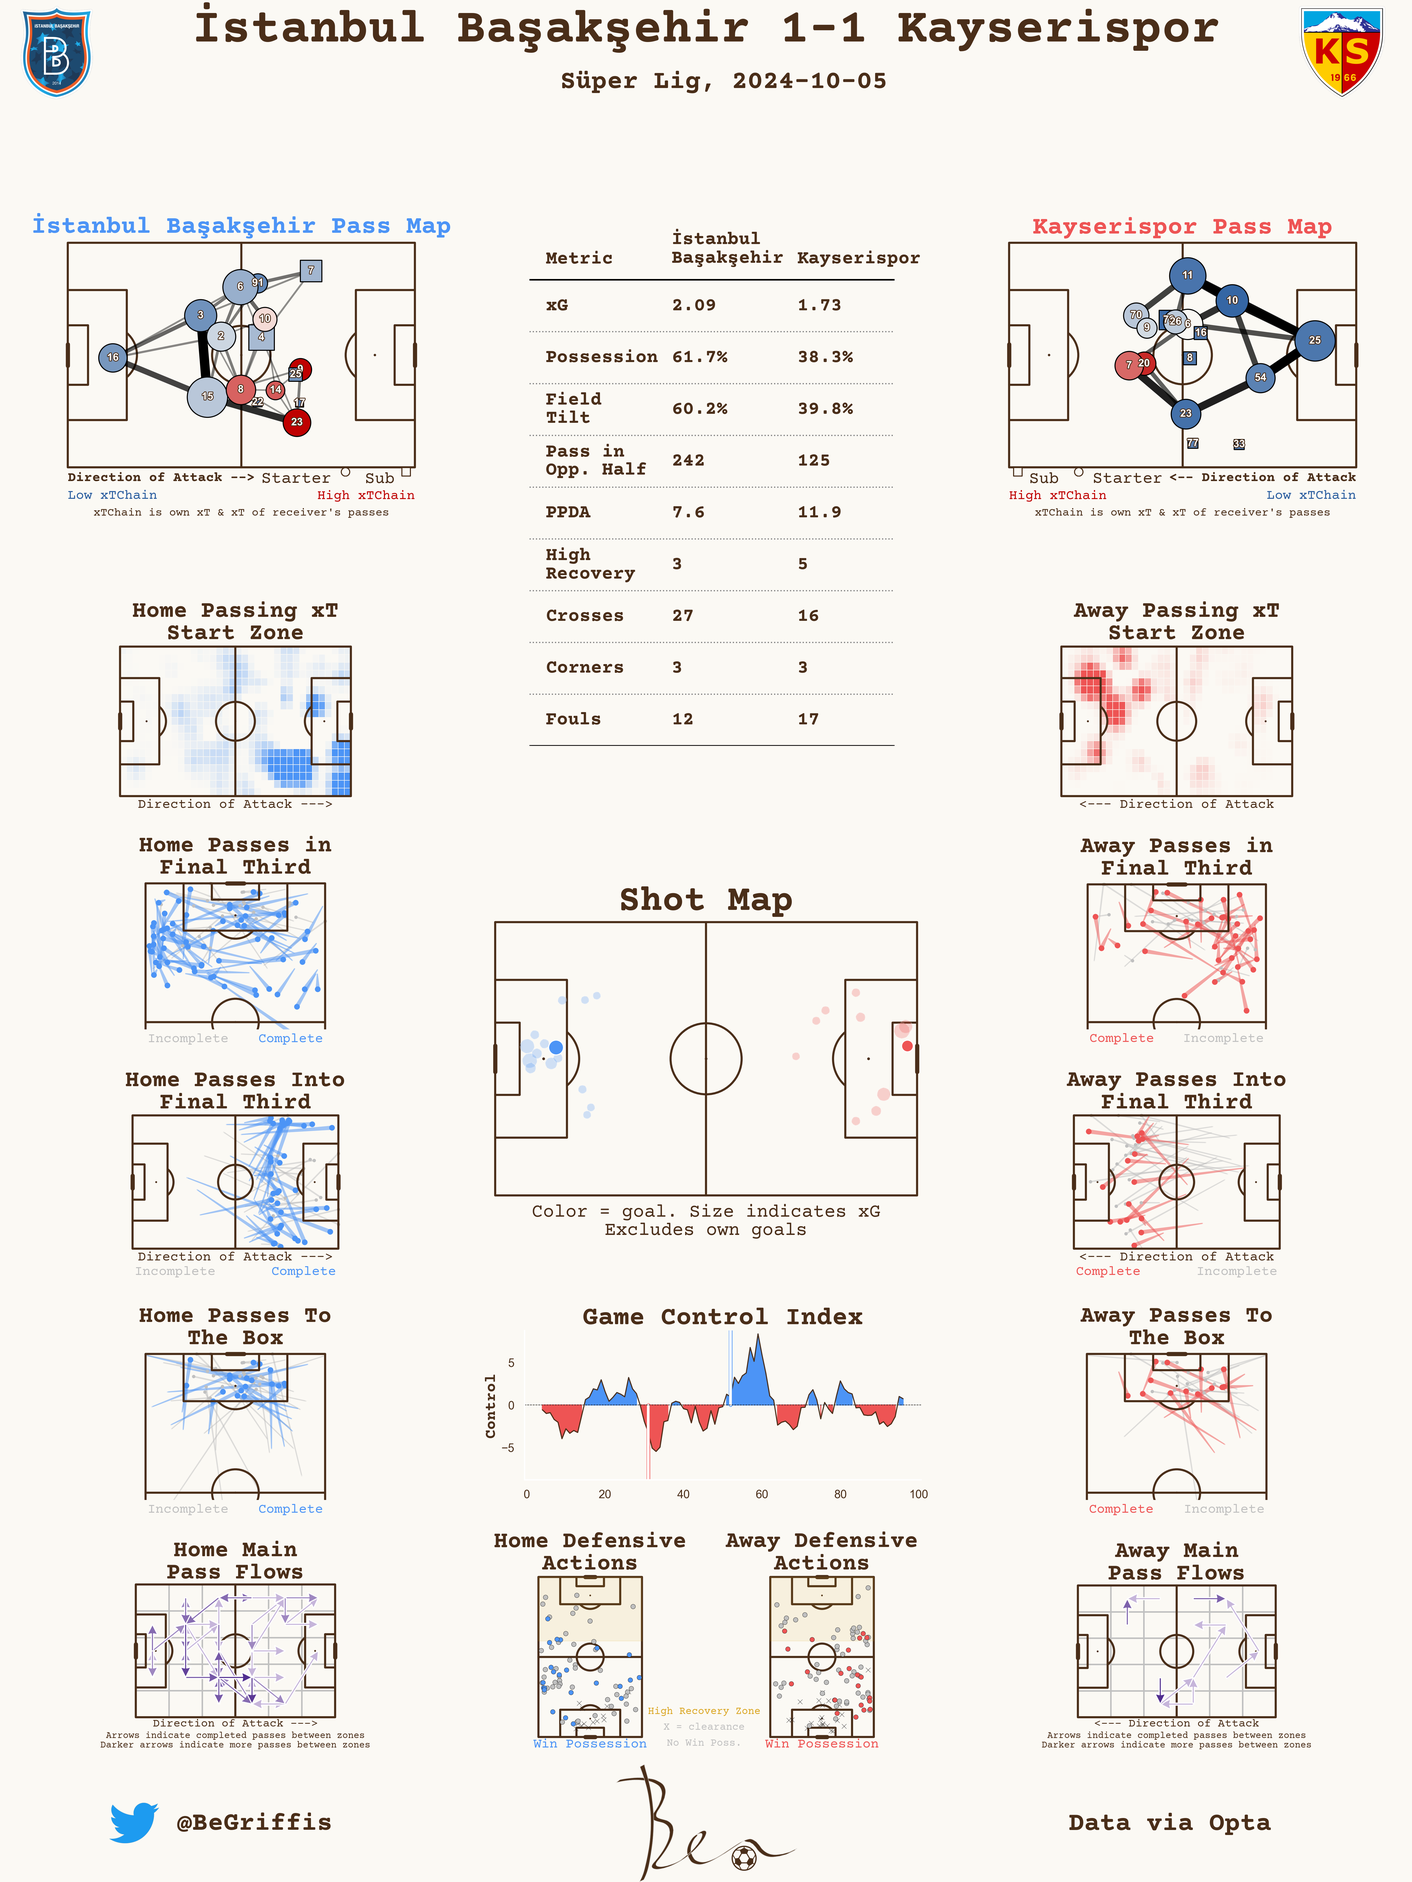 İstanbul Başakşehir 1-1 Kayserispor
Süper Lig, 2024-10-05
İSTANBUL BAŞAKŞEHİR
B
2014
KS
1966
İstanbul Başakşehir Pass Map
7
6
91
3
10
2
4
16
9
25
15
8
14
22
17
23
Direction of Attack --> Starter Sub
Low xTChain High xTChain
xTChain is own xT & xT of receiver's passes
Metric İstanbul Başakşehir Kayserispor
xG 2.09 1.73
Possession 61.7% 38.3%
Field Tilt 60.2% 39.8%
Pass in Opp. Half 242 125
PPDA 7.6 11.9
High Recovery 3 5
Crosses 27 16
Corners 3 3
Fouls 12 17
Kayserispor Pass Map
11
10
70
9
26
6
16
25
7
20
8
54
23
77
33
Sub Starter <-- Direction of Attack
High xTChain Low xTChain
xTChain is own xT & xT of receiver's passes
Home Passing xT
Start Zone
Direction of Attack --->
Away Passing xT
Start Zone
<--- Direction of Attack
Home Passes in
Final Third
Incomplete Complete
Away Passes in
Final Third
Complete Incomplete
Shot Map
Color = goal. Size indicates xG
Excludes own goals
Home Passes Into
Final Third
Direction of Attack --->
Incomplete Complete
Away Passes Into
Final Third
<--- Direction of Attack
Complete Incomplete
Home Passes To
The Box
Incomplete Complete
Game Control Index
Control
5
0
−5
0 20 40 60 80 100
Away Passes To
The Box
Complete Incomplete
Home Main
Pass Flows
Direction of Attack --->
Arrows indicate completed passes between zones
Darker arrows indicate more passes between zones
Home Defensive
Actions
Win Possession
High Recovery Zone
X = clearance
No Win Poss.
Away Defensive
Actions
Win Possession
Away Main
Pass Flows
<--- Direction of Attack
Arrows indicate completed passes between zones
Darker arrows indicate more passes between zones
@BeGriffis
Ben
Data via Opta